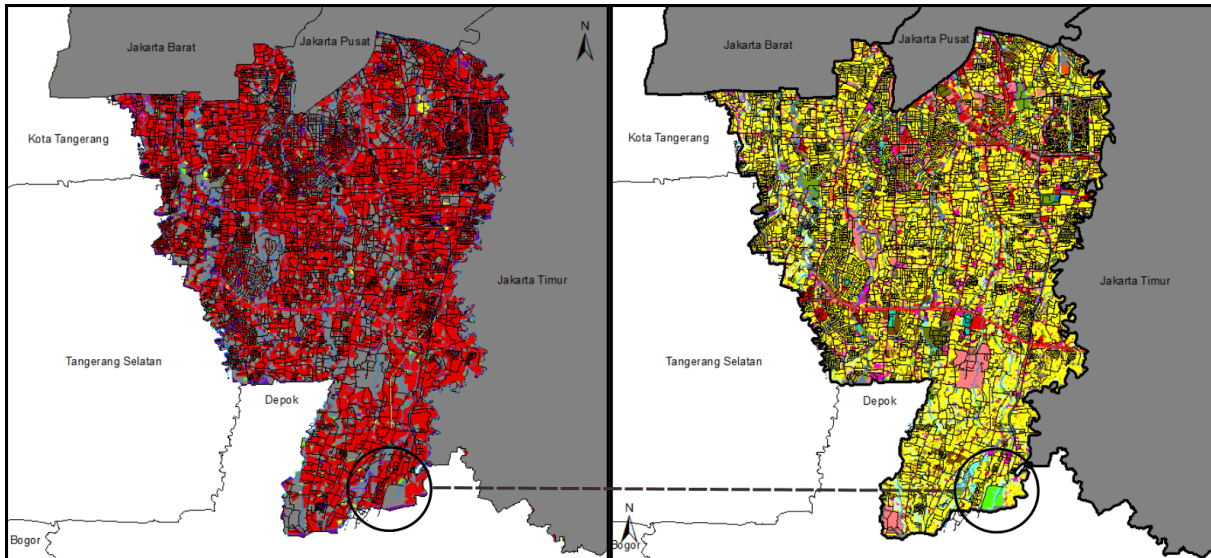 N
Jakarta Barat
Jakarta Pusat
Kota Tangerang
Jakarta Timur
Tangerang Selatan
Depok
Bogor
Jakarta Barat
Jakarta Pusat
Kota Tangerang
Jakarta Timur
Tangerang Selatan
Depok
N
Bogor